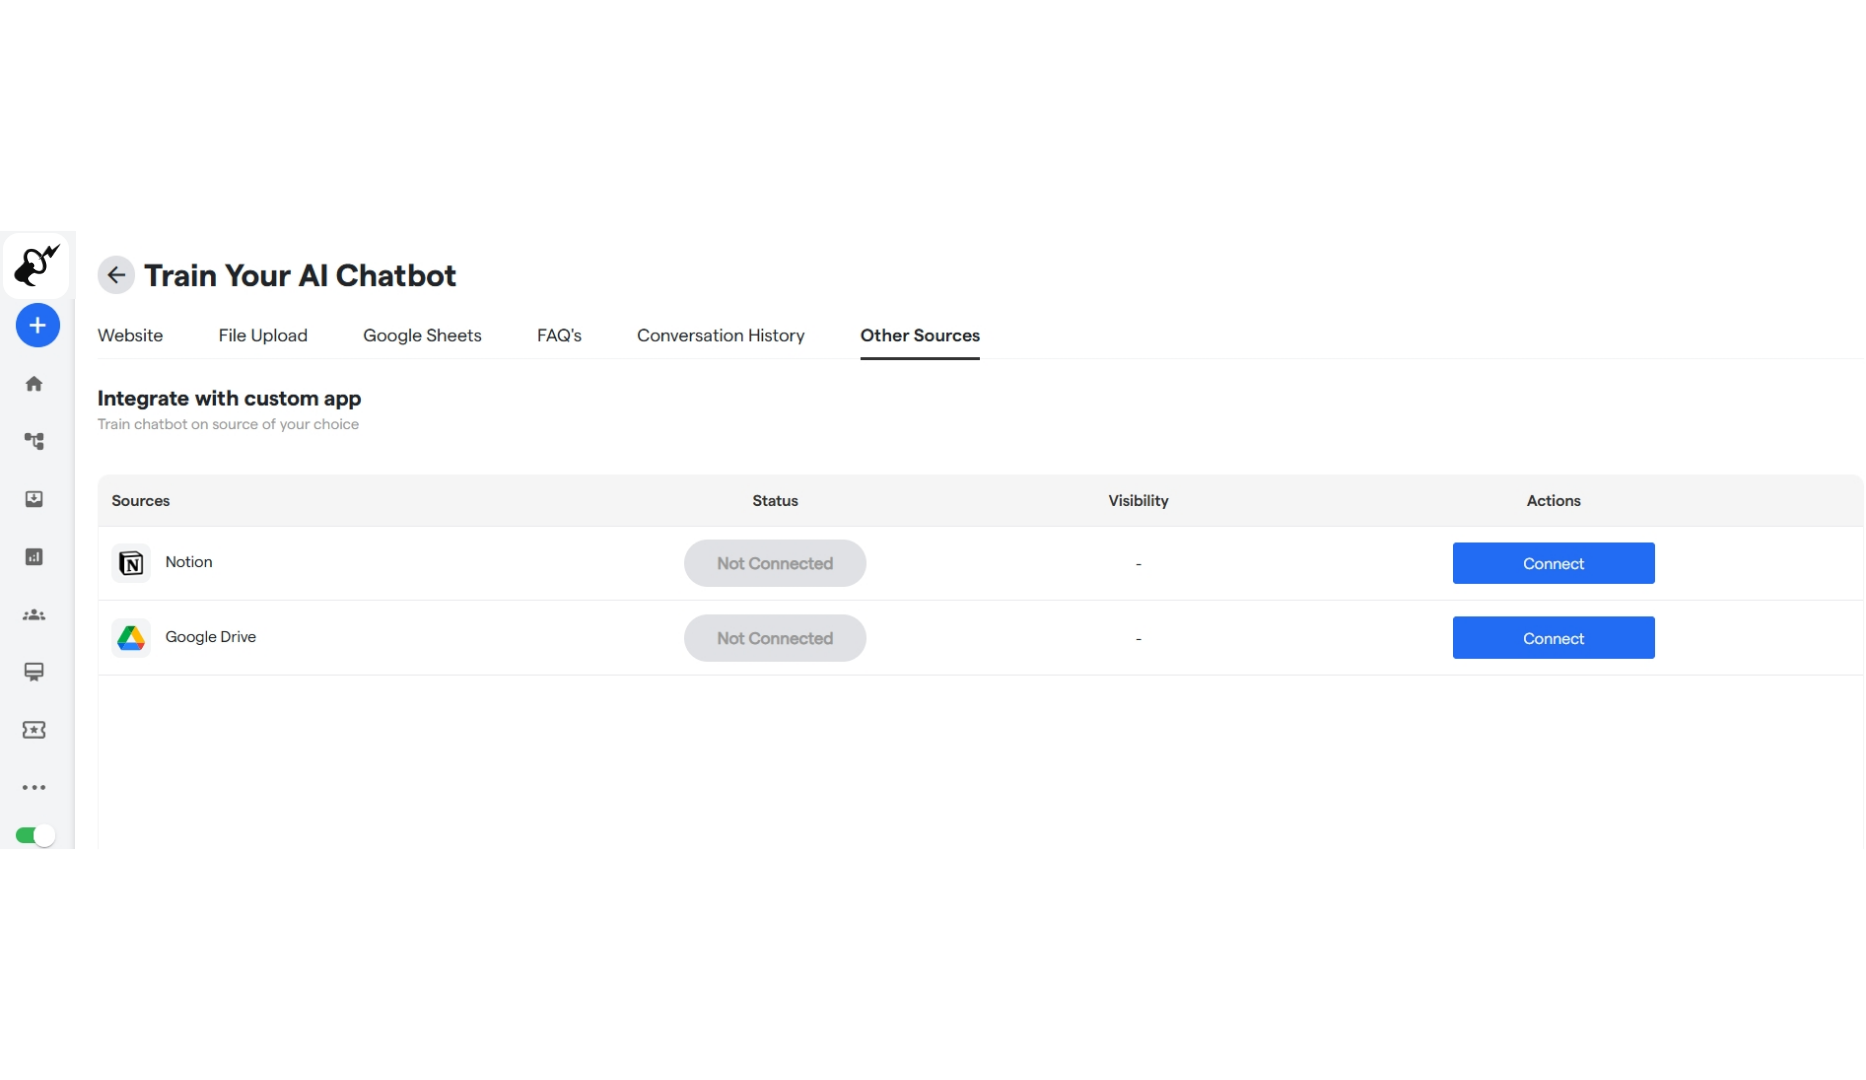 Train Your AI Chatbot
Website File Upload Google Sheets FAQ's Conversation History Other Sources
Integrate with custom app
Train chatbot on source of your choice
Sources Status Visibility Actions
Notion Not Connected - Connect
Google Drive Not Connected - Connect